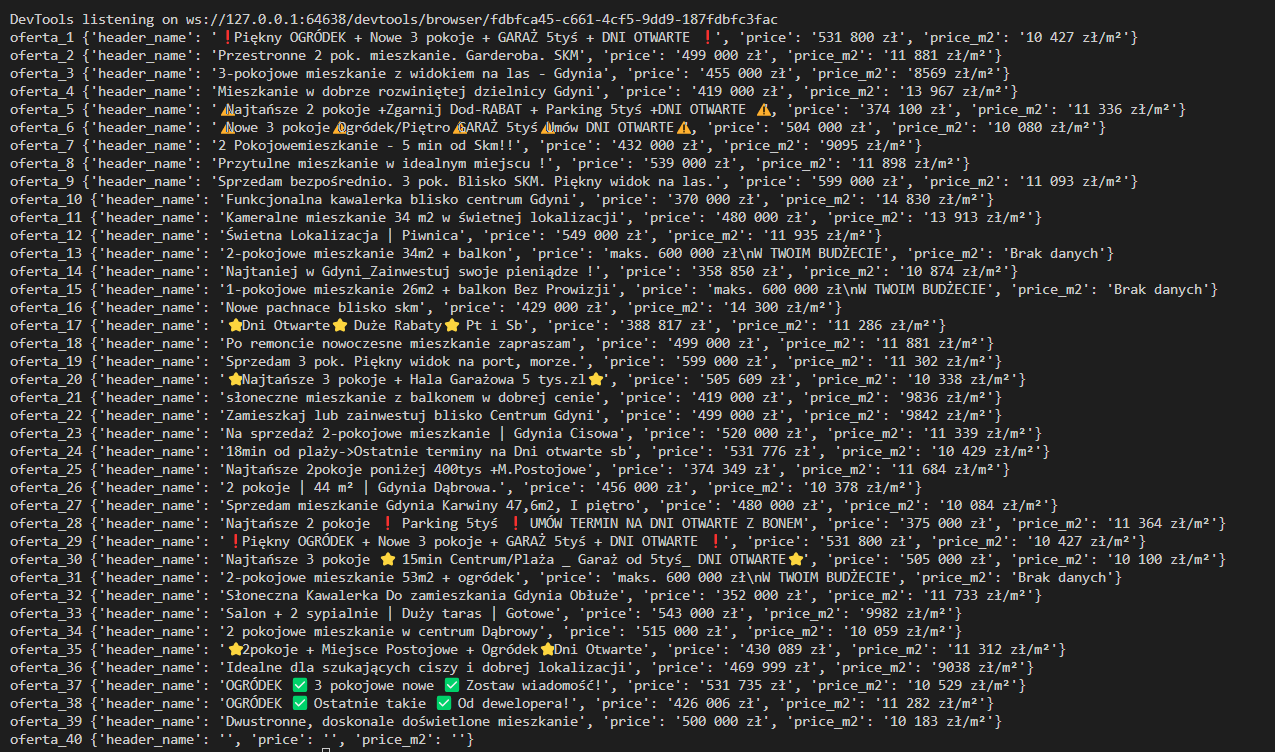 DevTools listening on ws://127.0.0.1:64638/devtools/browser/fdbfca45-c661-4cf5-9dd9-187fdbfc3fac
oferta_1 {'header_name': '❗Piękny OGRÓDEK + Nowe 3 pokoje + GARAŻ 5tyś + DNI OTWARTE ❗', 'price': '531 800 zł', 'price_m2': '10 427 zł/m²'}
oferta_2 {'header_name': 'Przestronne 2 pok. mieszkanie. Garderoba. SKM', 'price': '499 000 zł', 'price_m2': '11 881 zł/m²'}
oferta_3 {'header_name': '3-pokojowe mieszkanie z widokiem na las - Gdynia', 'price': '455 000 zł', 'price_m2': '8569 zł/m²'}
oferta_4 {'header_name': 'Mieszkanie w dobrze rozwiniętej dzielnicy Gdyni', 'price': '419 000 zł', 'price_m2': '13 967 zł/m²'}
oferta_5 {'header_name': '⚠Najtańsze 2 pokoje +Zgarnij Dod-RABAT + Parking 5tyś +DNI OTWARTE ⚠', 'price': '374 100 zł', 'price_m2': '11 336 zł/m²'}
oferta_6 {'header_name': '⚠Nowe 3 pokoje⚠Ogródek/Piętro⚠GARAŻ 5tyś⚠Umów DNI OTWARTE⚠', 'price': '504 000 zł', 'price_m2': '10 080 zł/m²'}
oferta_7 {'header_name': '2 Pokojowemieszkanie - 5 min od Skm!!', 'price': '432 000 zł', 'price_m2': '9095 zł/m²'}
oferta_8 {'header_name': 'Przytulne mieszkanie w idealnym miejscu !', 'price': '539 000 zł', 'price_m2': '11 898 zł/m²'}
oferta_9 {'header_name': 'Sprzedam bezpośrednio. 3 pok. Blisko SKM. Piękny widok na las.', 'price': '599 000 zł', 'price_m2': '11 093 zł/m²'}
oferta_10 {'header_name': 'Funkcjonalna kawalerka blisko centrum Gdyni', 'price': '370 000 zł', 'price_m2': '14 830 zł/m²'}
oferta_11 {'header_name': 'Kameralne mieszkanie 34 m2 w świetnej lokalizacji', 'price': '480 000 zł', 'price_m2': '13 913 zł/m²'}
oferta_12 {'header_name': 'Świetna Lokalizacja | Piwnica', 'price': '549 000 zł', 'price_m2': '11 935 zł/m²'}
oferta_13 {'header_name': '2-pokojowe mieszkanie 34m2 + balkon', 'price': 'maks. 600 000 zł\nW TWOIM BUDŻECIE', 'price_m2': 'Brak danych'}
oferta_14 {'header_name': 'Najtaniej w Gdyni_Zainwestuj swoje pieniądze !', 'price': '358 850 zł', 'price_m2': '10 874 zł/m²'}
oferta_15 {'header_name': '1-pokojowe mieszkanie 26m2 + balkon Bez Prowizji', 'price': 'maks. 600 000 zł\nW TWOIM BUDŻECIE', 'price_m2': 'Brak danych'}
oferta_16 {'header_name': 'Nowe pachnace blisko skm', 'price': '429 000 zł', 'price_m2': '14 300 zł/m²'}
oferta_17 {'header_name': '⭐Dni Otwarte⭐ Duże Rabaty⭐ Pt i Sb', 'price': '388 817 zł', 'price_m2': '11 286 zł/m²'}
oferta_18 {'header_name': 'Po remoncie nowoczesne mieszkanie zapraszam', 'price': '499 000 zł', 'price_m2': '11 881 zł/m²'}
oferta_19 {'header_name': 'Sprzedam 3 pok. Piękny widok na port, morze.', 'price': '599 000 zł', 'price_m2': '11 302 zł/m²'}
oferta_20 {'header_name': '⭐Najtańsze 3 pokoje + Hala Garażowa 5 tys.zl⭐', 'price': '505 609 zł', 'price_m2': '10 338 zł/m²'}
oferta_21 {'header_name': 'słoneczne mieszkanie z balkonem w dobrej cenie', 'price': '419 000 zł', 'price_m2': '9836 zł/m²'}
oferta_22 {'header_name': 'Zamieszkaj lub zainwestuj blisko Centrum Gdyni', 'price': '499 000 zł', 'price_m2': '9842 zł/m²'}
oferta_23 {'header_name': 'Na sprzedaż 2-pokojowe mieszkanie | Gdynia Cisowa', 'price': '520 000 zł', 'price_m2': '11 339 zł/m²'}
oferta_24 {'header_name': '18min od plaży->Ostatnie terminy na Dni otwarte sb', 'price': '531 776 zł', 'price_m2': '10 429 zł/m²'}
oferta_25 {'header_name': 'Najtańsze 2pokoje poniżej 400tys +M.Postojowe', 'price': '374 349 zł', 'price_m2': '11 684 zł/m²'}
oferta_26 {'header_name': '2 pokoje | 44 m² | Gdynia Dąbrowa.', 'price': '456 000 zł', 'price_m2': '10 378 zł/m²'}
oferta_27 {'header_name': 'Sprzedam mieszkanie Gdynia Karwiny 47,6m2, I piętro', 'price': '480 000 zł', 'price_m2': '10 084 zł/m²'}
oferta_28 {'header_name': 'Najtańsze 2 pokoje ❗ Parking 5tyś ❗ UMÓW TERMIN NA DNI OTWARTE Z BONEM', 'price': '375 000 zł', 'price_m2': '11 364 zł/m²'}
oferta_29 {'header_name': '❗Piękny OGRÓDEK + Nowe 3 pokoje + GARAŻ 5tyś + DNI OTWARTE ❗', 'price': '531 800 zł', 'price_m2': '10 427 zł/m²'}
oferta_30 {'header_name': 'Najtańsze 3 pokoje ⭐ 15min Centrum/Plaża _ Garaż od 5tyś_ DNI OTWARTE⭐', 'price': '505 000 zł', 'price_m2': '10 100 zł/m²'}
oferta_31 {'header_name': '2-pokojowe mieszkanie 53m2 + ogródek', 'price': 'maks. 600 000 zł\nW TWOIM BUDŻECIE', 'price_m2': 'Brak danych'}
oferta_32 {'header_name': 'Słoneczna Kawalerka Do zamieszkania Gdynia Obłuże', 'price': '352 000 zł', 'price_m2': '11 733 zł/m²'}
oferta_33 {'header_name': 'Salon + 2 sypialnie | Duży taras | Gotowe', 'price': '543 000 zł', 'price_m2': '9982 zł/m²'}
oferta_34 {'header_name': '2 pokojowe mieszkanie w centrum Dąbrowy', 'price': '515 000 zł', 'price_m2': '10 059 zł/m²'}
oferta_35 {'header_name': '⭐2pokoje + Miejsce Postojowe + Ogródek⭐Dni Otwarte', 'price': '430 089 zł', 'price_m2': '11 312 zł/m²'}
oferta_36 {'header_name': 'Idealne dla szukających ciszy i dobrej lokalizacji', 'price': '469 999 zł', 'price_m2': '9038 zł/m²'}
oferta_37 {'header_name': 'OGRÓDEK ✅ 3 pokojowe nowe ✅ Zostaw wiadomość!', 'price': '531 735 zł', 'price_m2': '10 529 zł/m²'}
oferta_38 {'header_name': 'OGRÓDEK ✅ Ostatnie takie ✅ Od dewelopera!', 'price': '426 006 zł', 'price_m2': '11 282 zł/m²'}
oferta_39 {'header_name': 'Dwustronne, doskonale doświetlone mieszkanie', 'price': '500 000 zł', 'price_m2': '10 183 zł/m²'}
oferta_40 {'header_name': '', 'price': '', 'price_m2': ''}